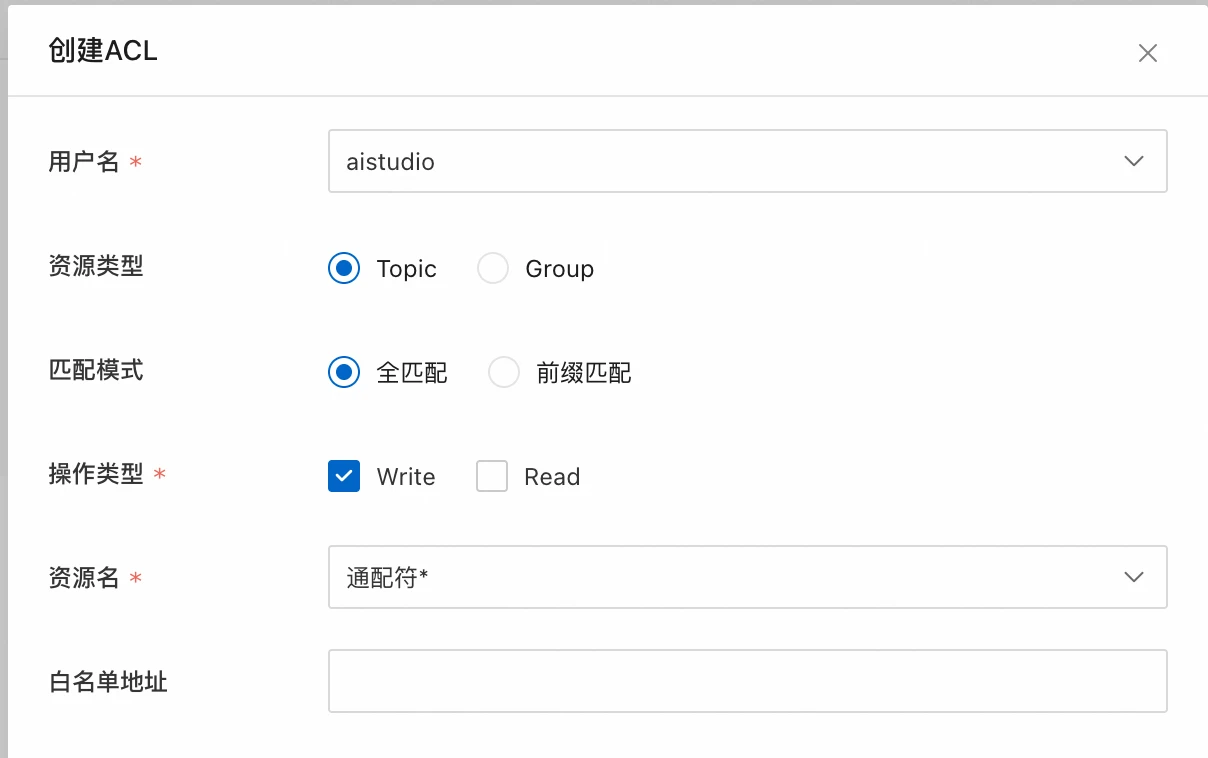 创建ACL
用户名 * aistudio
资源类型 Topic Group
匹配模式 全匹配 前缀匹配
操作类型 * Write Read
资源名 * 通配符*
白名单地址